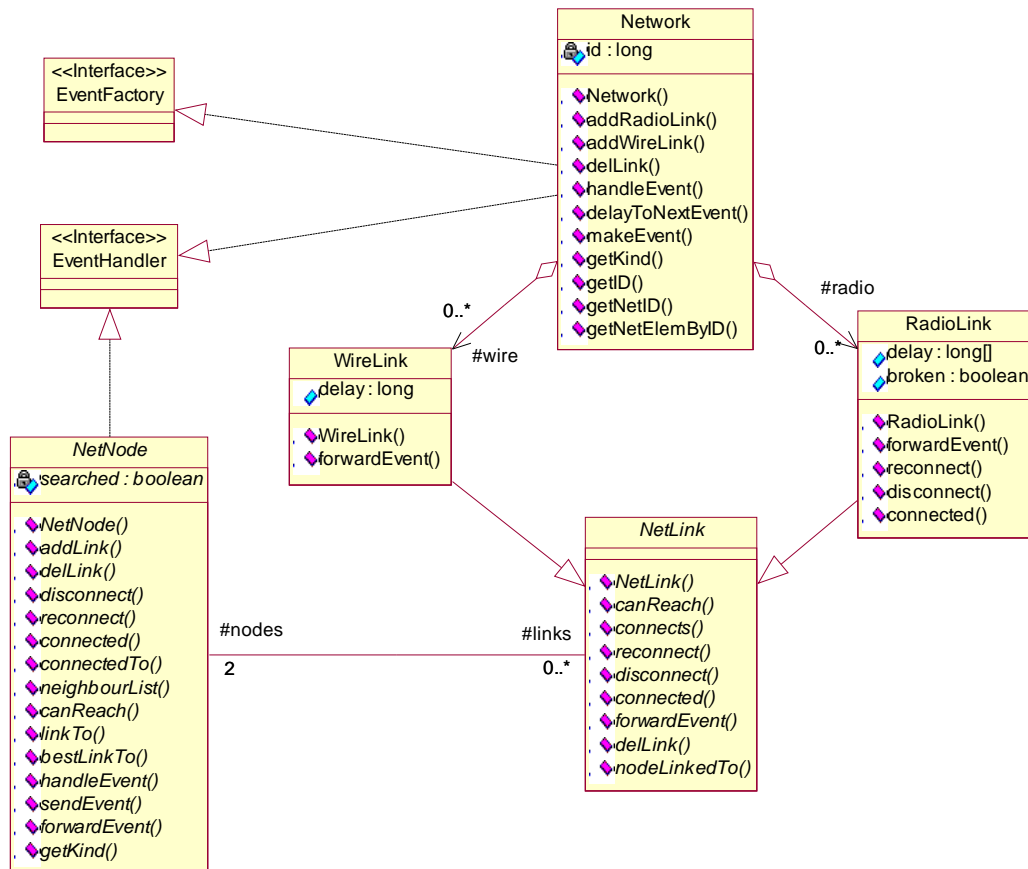 Network
id : long
Network()
addRadioLink()
addWireLink()
delLink()
handleEvent()
delayToNextEvent()
makeEvent()
getKind()
getID()
getNetID()
getNetElemByID()
<<Interface>>
EventFactory
<<Interface>>
EventHandler
0..*
#wire
#radio
0..*
WireLink
delay : long
WireLink()
forwardEvent()
RadioLink
delay : long[]
broken : boolean
RadioLink()
forwardEvent()
reconnect()
disconnect()
connected()
NetNode
searched : boolean
NetNode()
addLink()
delLink()
disconnect()
reconnect()
connected()
connectedTo()
neighbourList()
canReach()
linkTo()
bestLinkTo()
handleEvent()
sendEvent()
forwardEvent()
getKind()
#nodes
2
#links
0..*
NetLink
NetLink()
canReach()
connects()
reconnect()
disconnect()
connected()
forwardEvent()
delLink()
nodeLinkedTo()